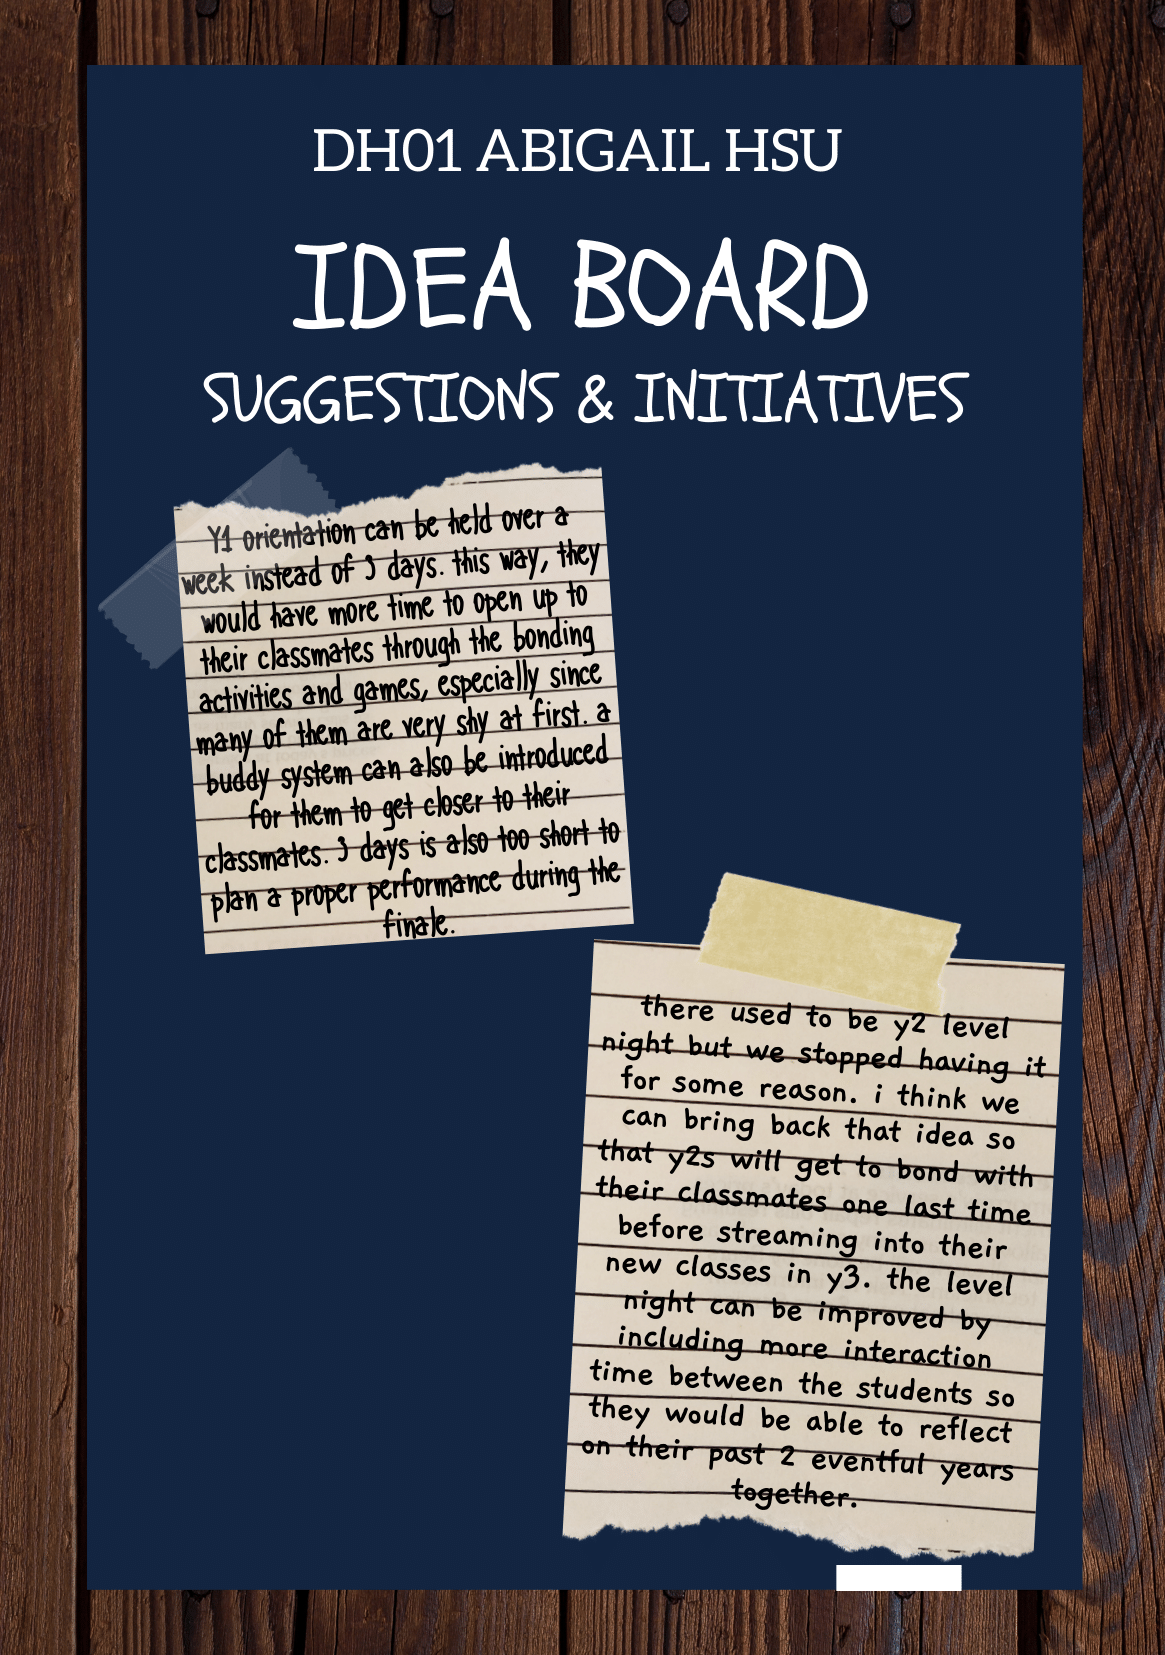 DH01 ABIGAIL HSU
IDEA BOARD
SUGGESTIONS & INITIATIVES
Y1 orientation can be held over a
week instead of 3 days. this way, they
would have more time to open up to
their classmates through the bonding
activities and games, especially since
many of them are very shy at first. a
buddy system can also be introduced
for them to get closer to their
classmates. 3 days is also too short to
plan a proper performance during the
finale.
there used to be y2 level
night but we stopped having it
for some reason. i think we
can bring back that idea so
that y2s will get to bond with
their classmates one last time
before streaming into their
new classes in y3. the level
night can be improved by
including more interaction
time between the students so
they would be able to reflect
on their past 2 eventful years
together.